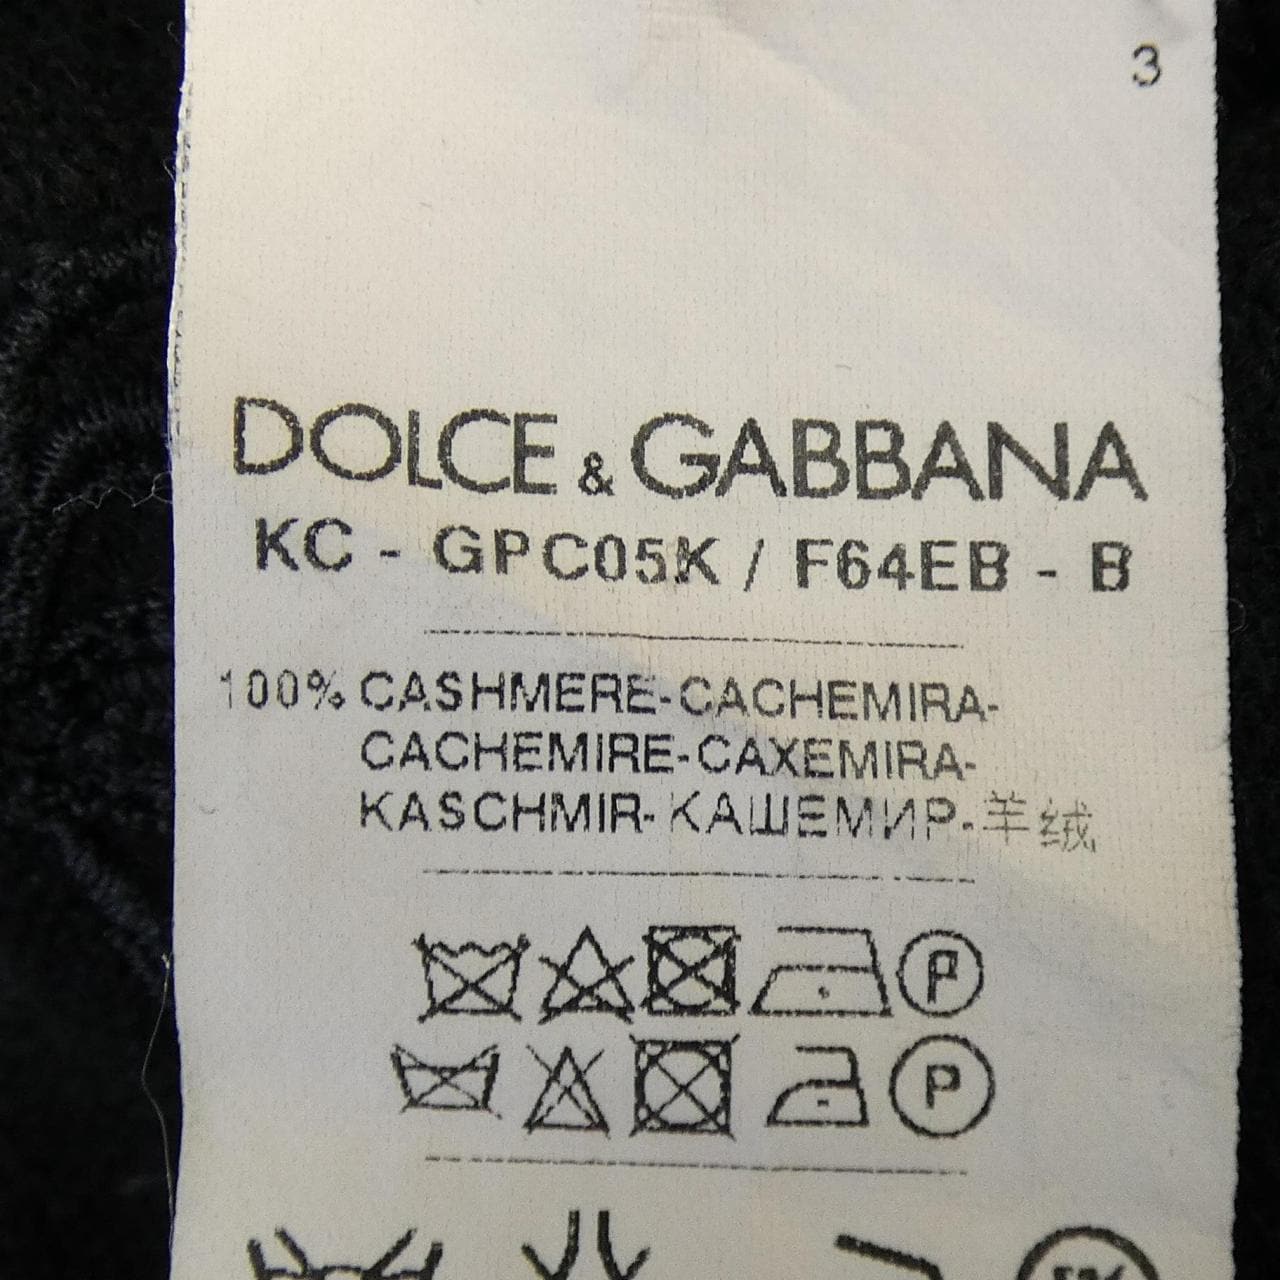 3
DOLCE & GABBANA
KC - GPC05K / F64EB - B
100% CASHMERE-CACHEMIRA-
CACHEMIRE-CAXEMIRA-
KASCHMIR-КАШЕМИР-羊绒
P
P